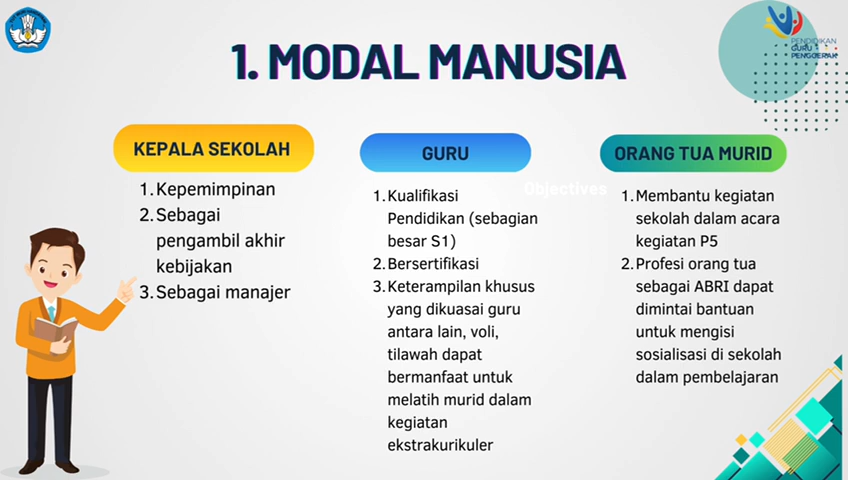 PENDIDIKAN
GURU
PENGGERAK
1. MODAL MANUSIA
KEPALA SEKOLAH
1. Kepemimpinan
2. Sebagai
pengambil akhir
kebijakan
3. Sebagai manajer
GURU
Objectives
1. Kualifikasi
Pendidikan (sebagian
besar S1)
2. Bersertifikasi
3. Keterampilan khusus
yang dikuasai guru
antara lain, voli,
tilawah dapat
bermanfaat untuk
melatih murid dalam
kegiatan
ekstrakurikuler
ORANG TUA MURID
1. Membantu kegiatan
sekolah dalam acara
kegiatan P5
2. Profesi orang tua
sebagai ABRI dapat
dimintai bantuan
untuk mengisi
sosialisasi di sekolah
dalam pembelajaran